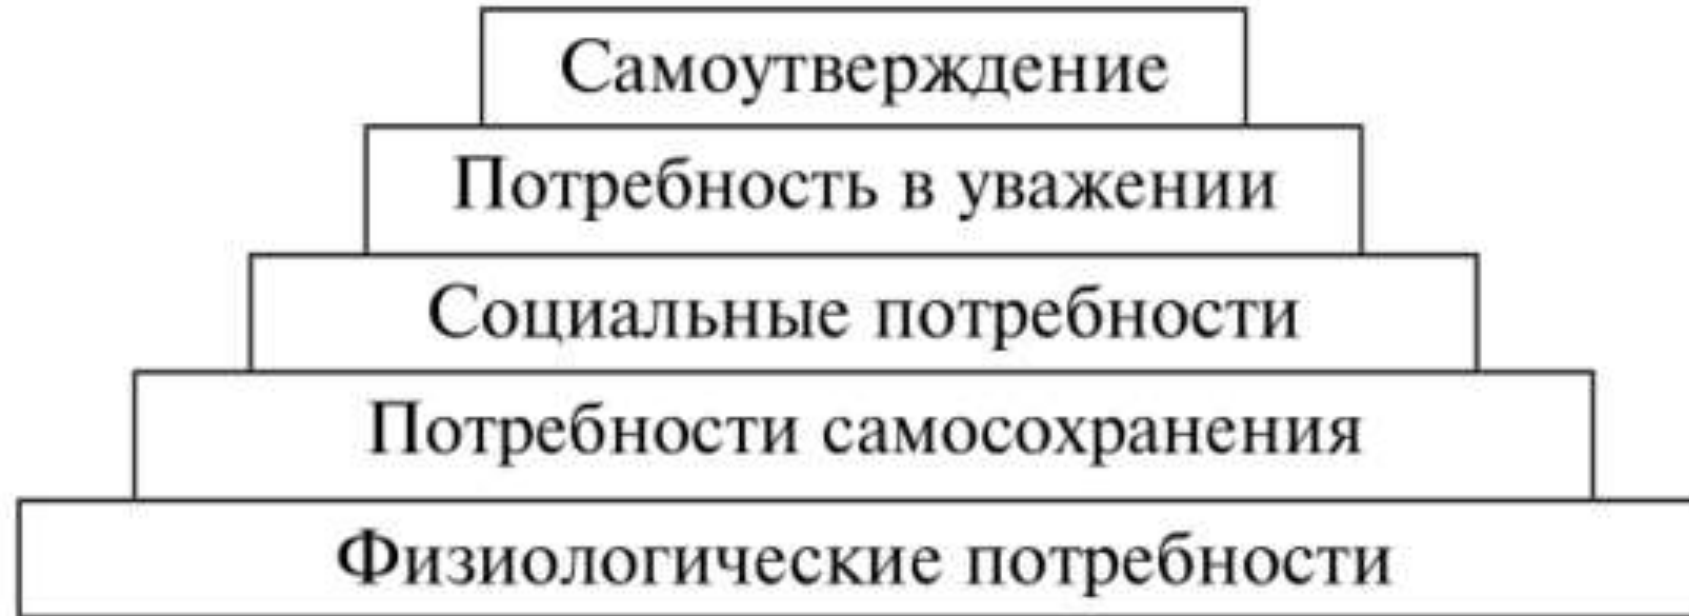 Самоутверждение
Потребность в уважении
Социальные потребности
Потребности самосохранения
Физиологические потребности